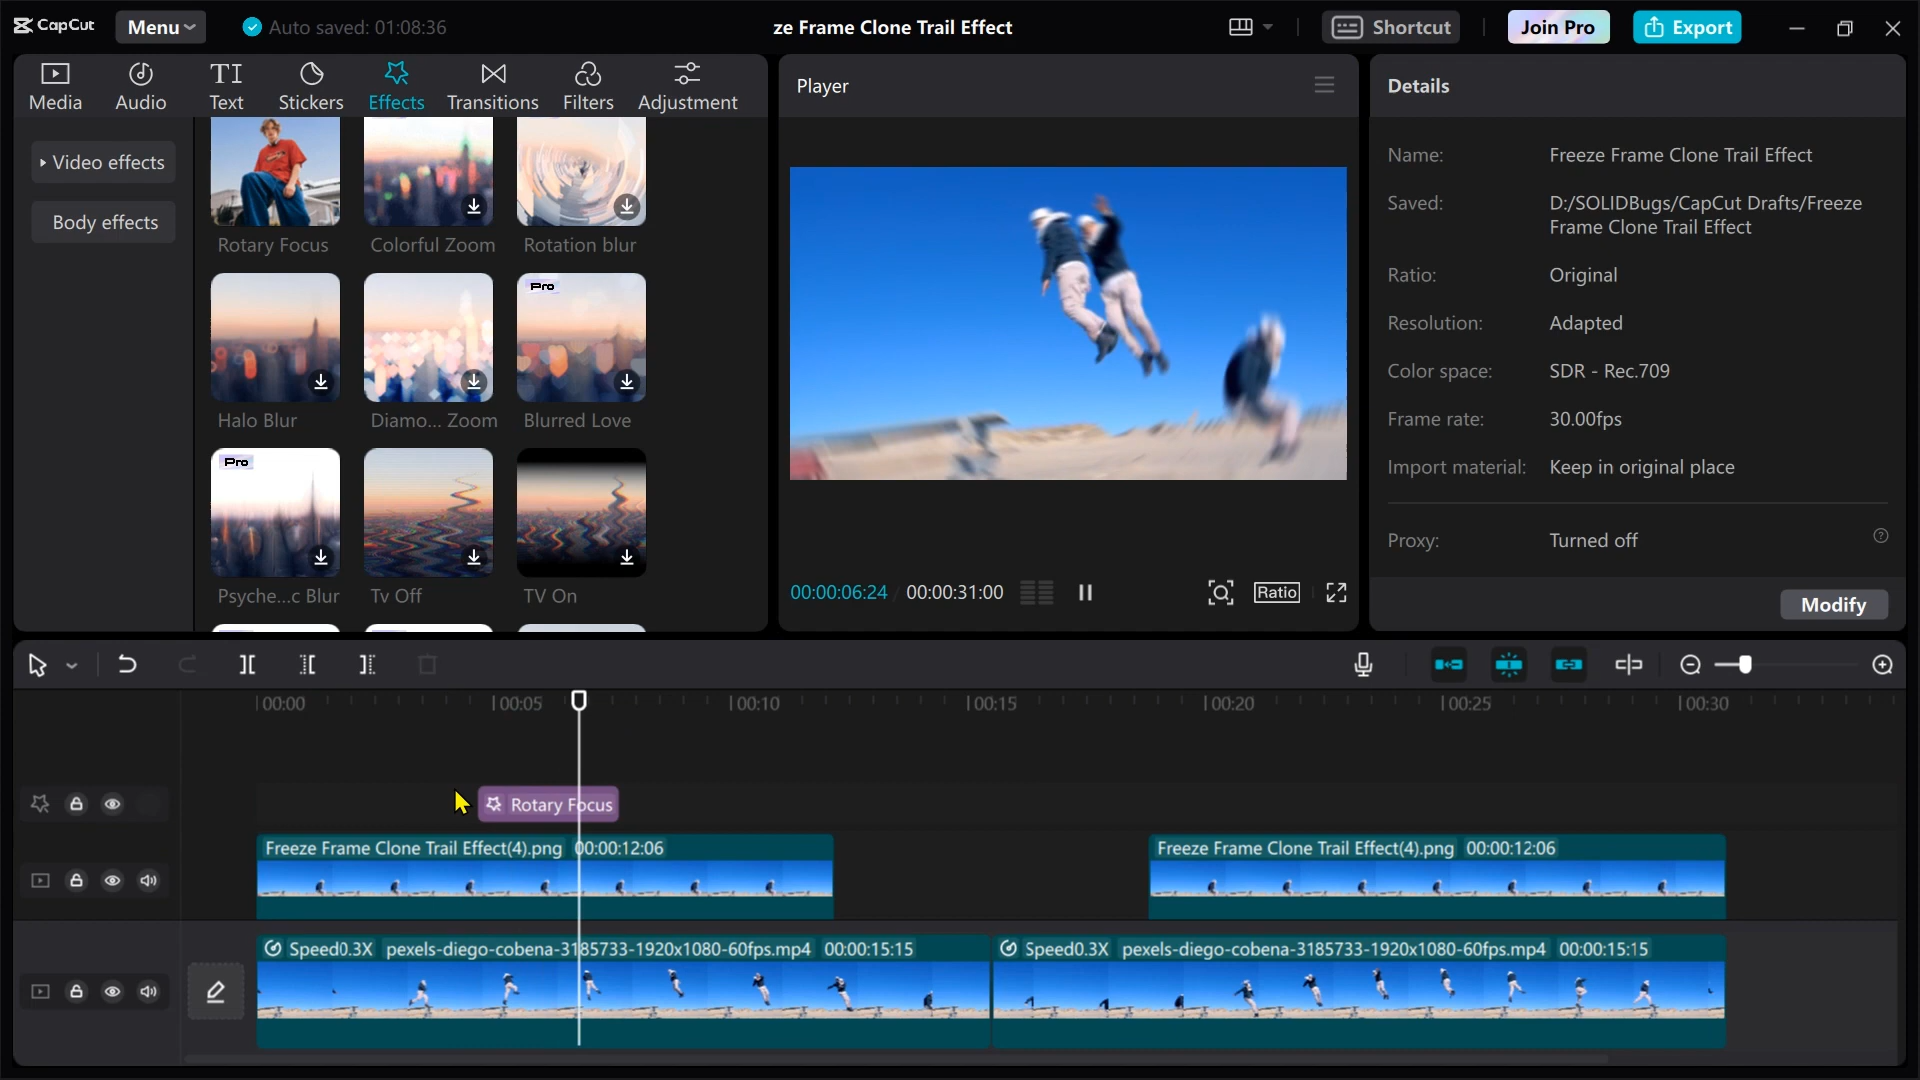 CapCut
Menu
Auto saved: 01:08:36
ze Frame Clone Trail Effect
Shortcut
Join Pro
Export
Media
Audio
TI
Text
Stickers
Effects
Transitions
Filters
Adjustment
Video effects
Body effects
Rotary Focus
Colorful Zoom
Rotation blur
Pro
Halo Blur
Diamo... Zoom
Blurred Love
Pro
Psyche...c Blur
Tv Off
TV On
Player
00:00:06:24 / 00:00:31:00
Ratio
Details
Name: Freeze Frame Clone Trail Effect
Saved: D:/SOLIDBugs/CapCut Drafts/Freeze
Frame Clone Trail Effect
Ratio: Original
Resolution: Adapted
Color space: SDR - Rec.709
Frame rate: 30.00fps
Import material: Keep in original place
Proxy: Turned off
Modify
00:00
00:05
00:10
00:15
00:20
00:25
00:30
Rotary Focus
Freeze Frame Clone Trail Effect(4).png 00:00:12:06
Freeze Frame Clone Trail Effect(4).png 00:00:12:06
Speed0.3X pexels-diego-cobena-3185733-1920x1080-60fps.mp4 00:00:15:15
Speed0.3X pexels-diego-cobena-3185733-1920x1080-60fps.mp4 00:00:15:15